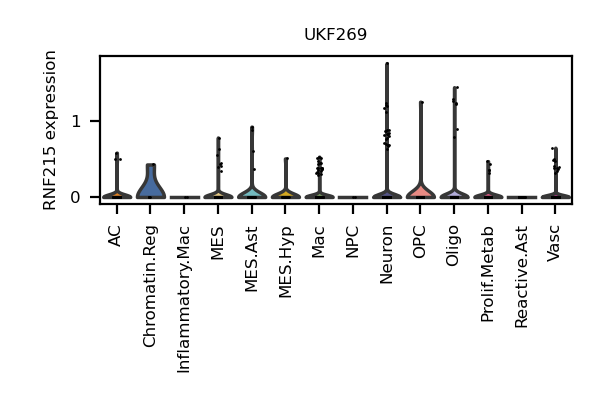 UKF269
RNF215 expression
1
0
AC
Chromatin.Reg
Inflammatory.Mac
MES
MES.Ast
MES.Hyp
Mac
NPC
Neuron
OPC
Oligo
Prolif.Metab
Reactive.Ast
Vasc